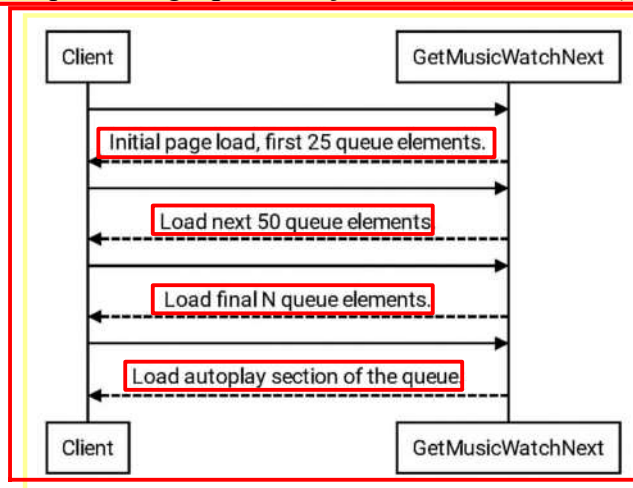 Client GetMusicWatchNext
Initial page load, first 25 queue elements.
Load next 50 queue elements
Load final N queue elements.
Load autoplay section of the queue.
Client GetMusicWatchNext